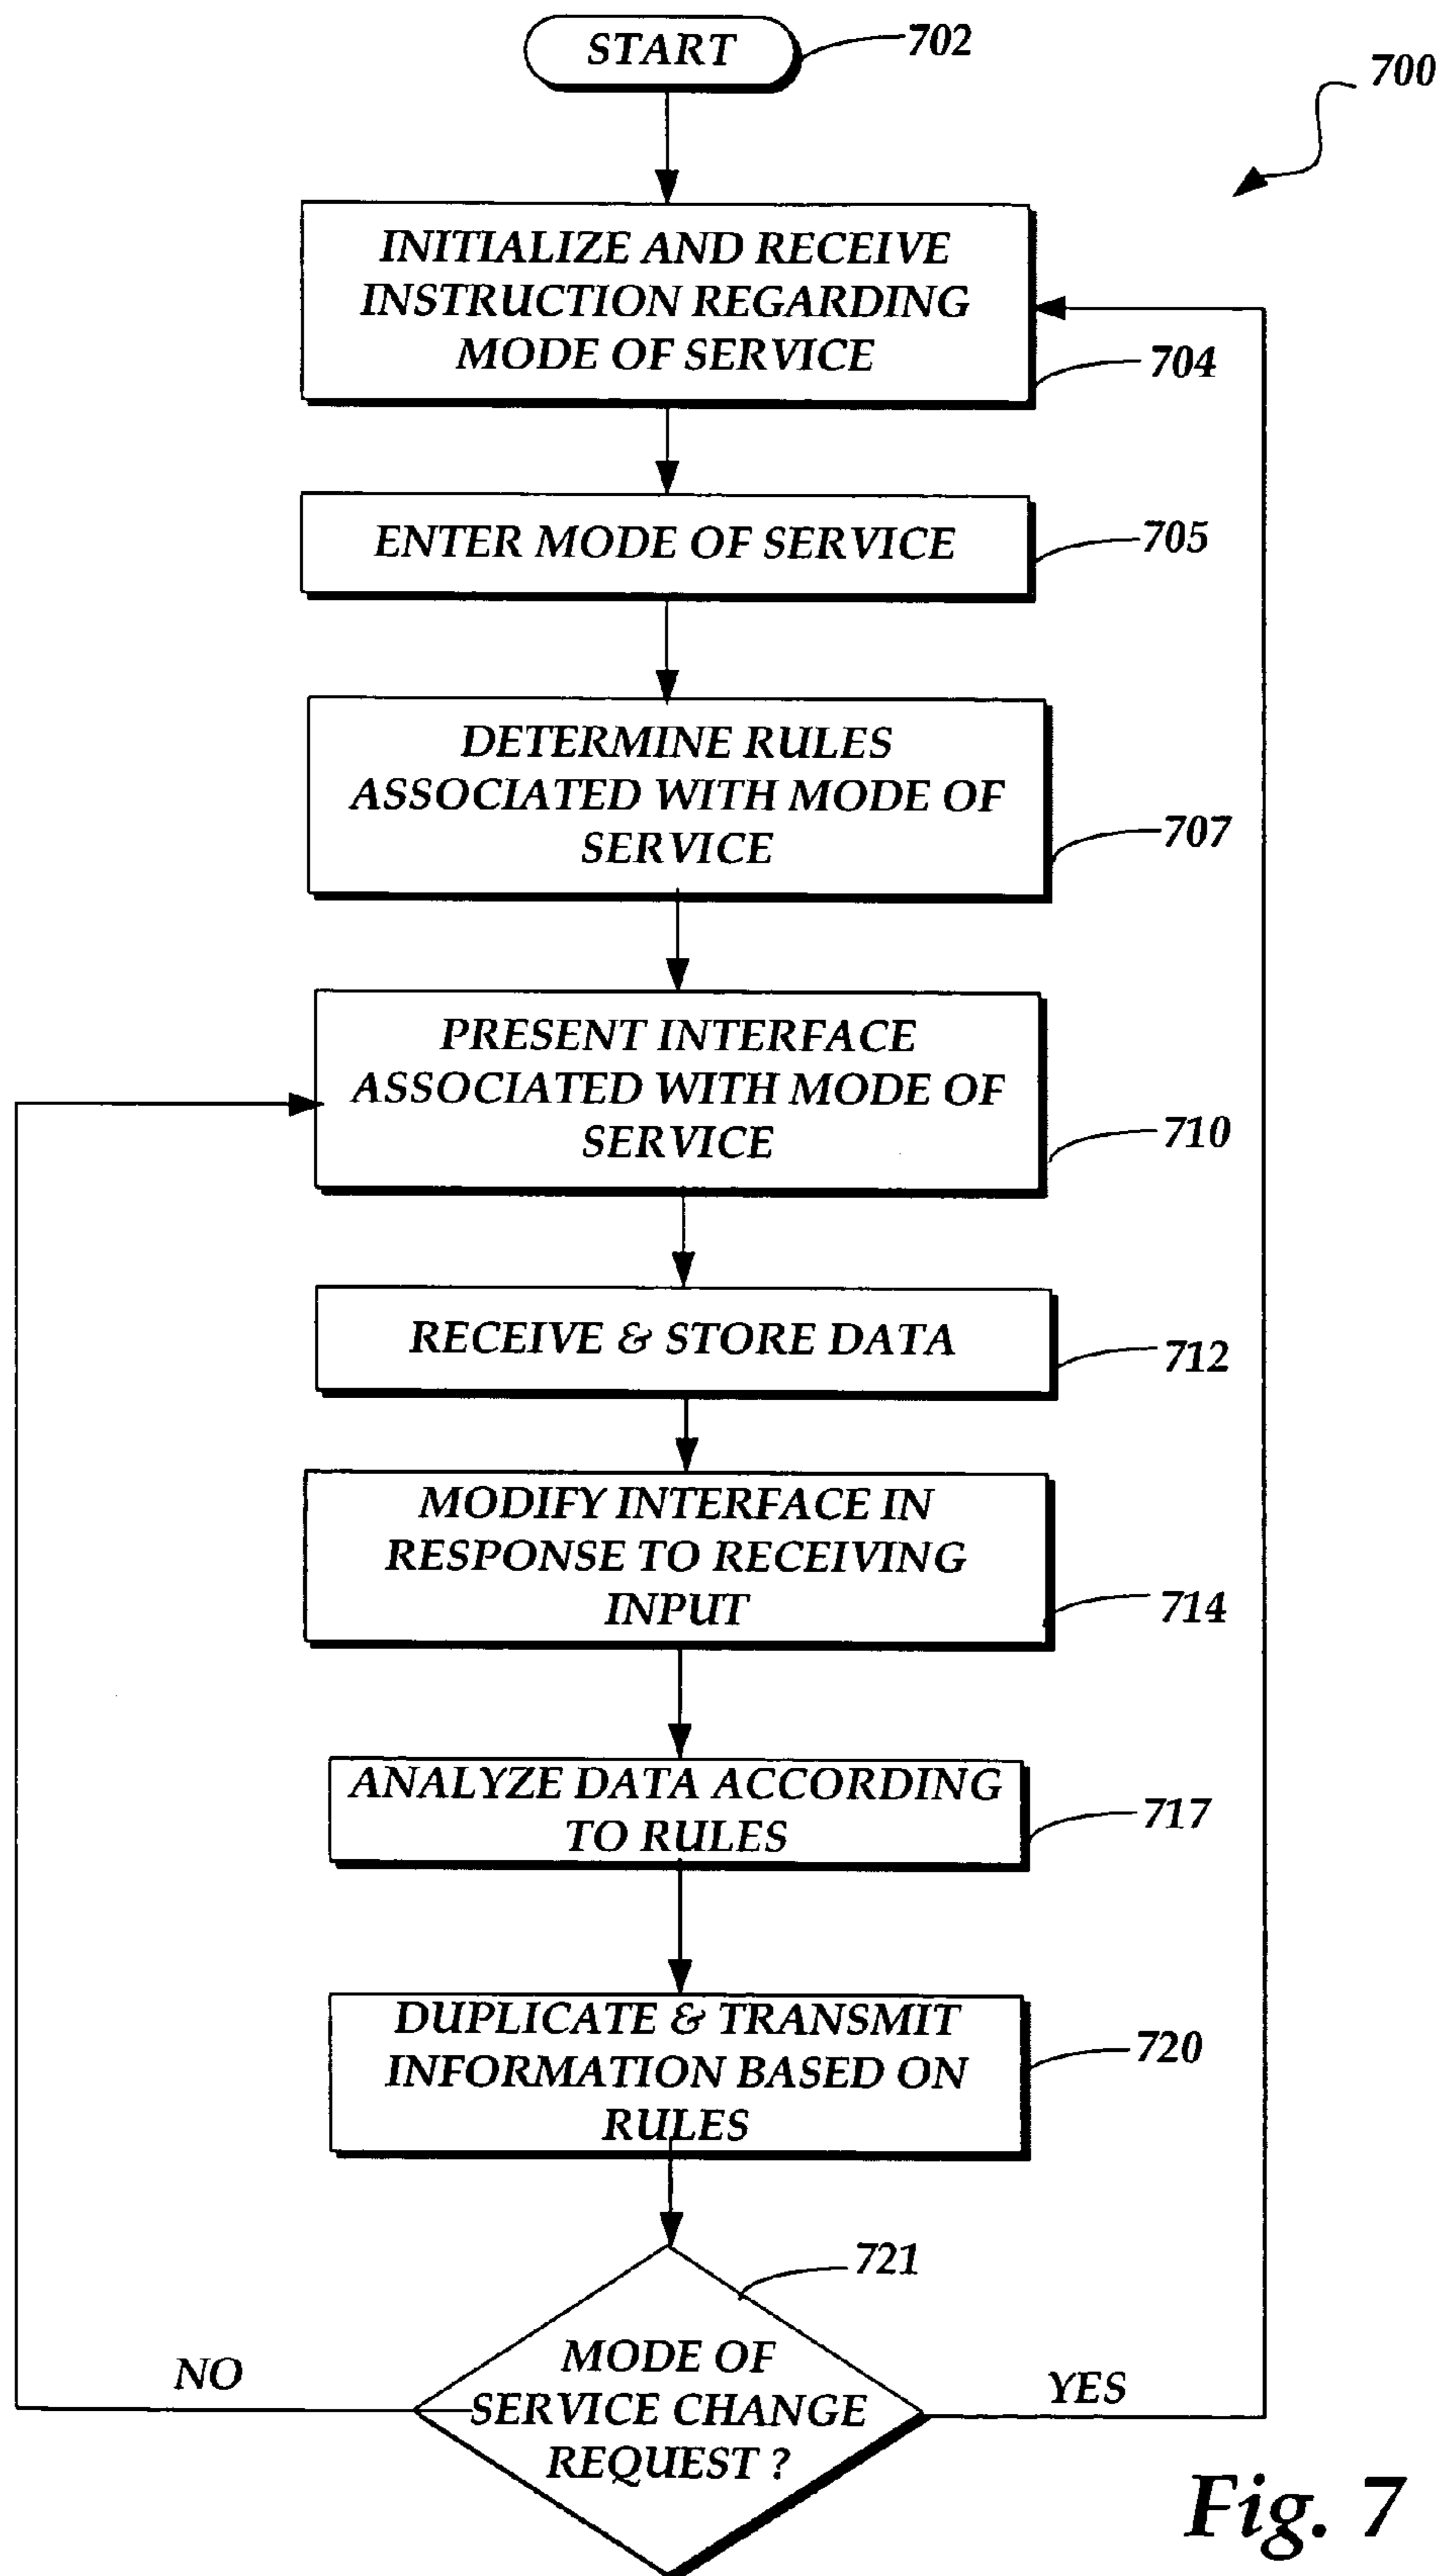 START
702
700
INITIALIZE AND RECEIVE
INSTRUCTION REGARDING
MODE OF SERVICE
704
ENTER MODE OF SERVICE
705
DETERMINE RULES
ASSOCIATED WITH MODE OF
SERVICE
707
PRESENT INTERFACE
ASSOCIATED WITH MODE OF
SERVICE
710
RECEIVE & STORE DATA
712
MODIFY INTERFACE IN
RESPONSE TO RECEIVING
INPUT
714
ANALYZE DATA ACCORDING
TO RULES
717
DUPLICATE & TRANSMIT
INFORMATION BASED ON
RULES
720
721
MODE OF
SERVICE CHANGE
REQUEST ?
NO
YES
Fig. 7